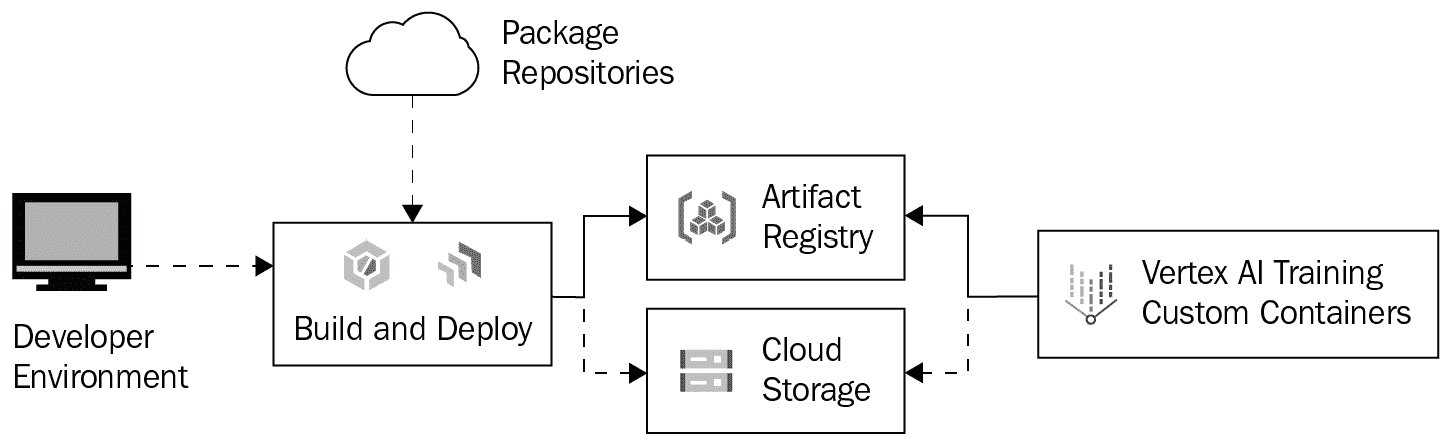 Package
Repositories
Developer
Environment
Build and Deploy
Artifact
Registry
Cloud
Storage
Vertex AI Training
Custom Containers